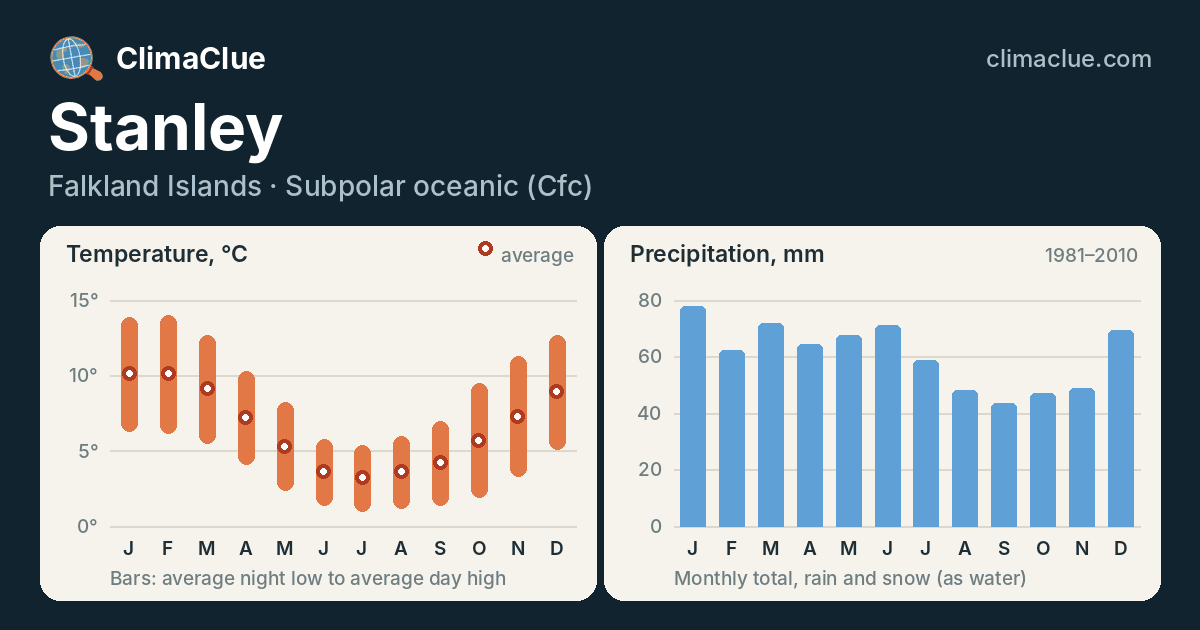 ClimaClue
climaclue.com
Stanley
Falkland Islands · Subpolar oceanic (Cfc)
Temperature, °C
average
15°
10°
5°
0°
J F M A M J J A S O N D
Bars: average night low to average day high
Precipitation, mm
1981–2010
80
60
40
20
0
J F M A M J J A S O N D
Monthly total, rain and snow (as water)